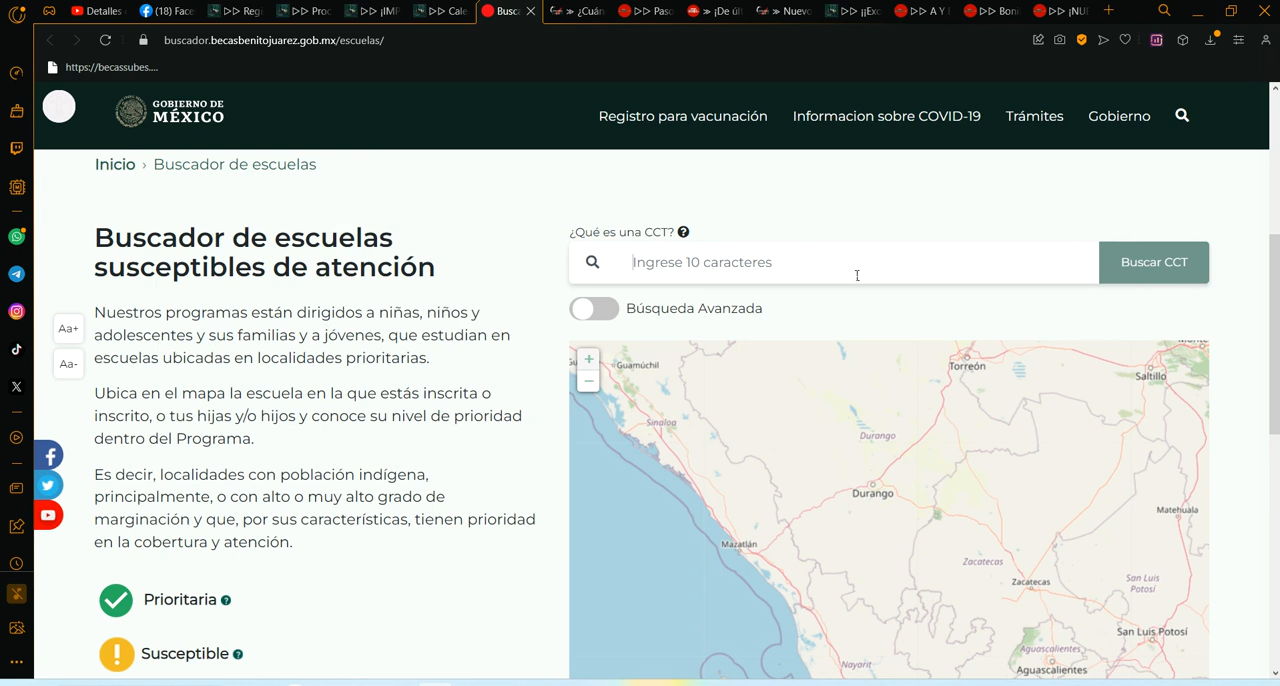 Detalles
(18) Face
▷▷ Regi
▷▷ Proc
▷▷ ¡IMF
▷▷ Cale
Busca
≫ ¿Cuán
▷▷ Paso
≫ ¡De úl
≫ Nuevo
▷▷ ¡¡Exc
▷▷ A Y
▷▷ Boni
▷▷ ¡NU
buscador.becasbenitojuarez.gob.mx/escuelas/
https://becassubes....
GOBIERNO DE
MÉXICO
Registro para vacunación
Informacion sobre COVID-19
Trámites
Gobierno
Inicio › Buscador de escuelas
Buscador de escuelas
susceptibles de atención
Nuestros programas están dirigidos a niñas, niños y
adolescentes y sus familias y a jóvenes, que estudian en
escuelas ubicadas en localidades prioritarias.
Ubica en el mapa la escuela en la que estás inscrita o
inscrito, o tus hijas y/o hijos y conoce su nivel de prioridad
dentro del Programa.
Es decir, localidades con población indígena,
principalmente, o con alto o muy alto grado de
marginación y que, por sus características, tienen prioridad
en la cobertura y atención.
Prioritaria ?
Susceptible ?
Aa+
Aa-
¿Qué es una CCT? ?
Ingrese 10 caracteres
Buscar CCT
Búsqueda Avanzada
+
−
Guamúchil
Torreón
Saltillo
Sinaloa
Durango
Durango
Matehuala
Mazatlán
Zacatecas
Zacatecas
San Luis
Potosí
San Luis Potosí
Nayarit
Aguascalientes
Aguascalientes